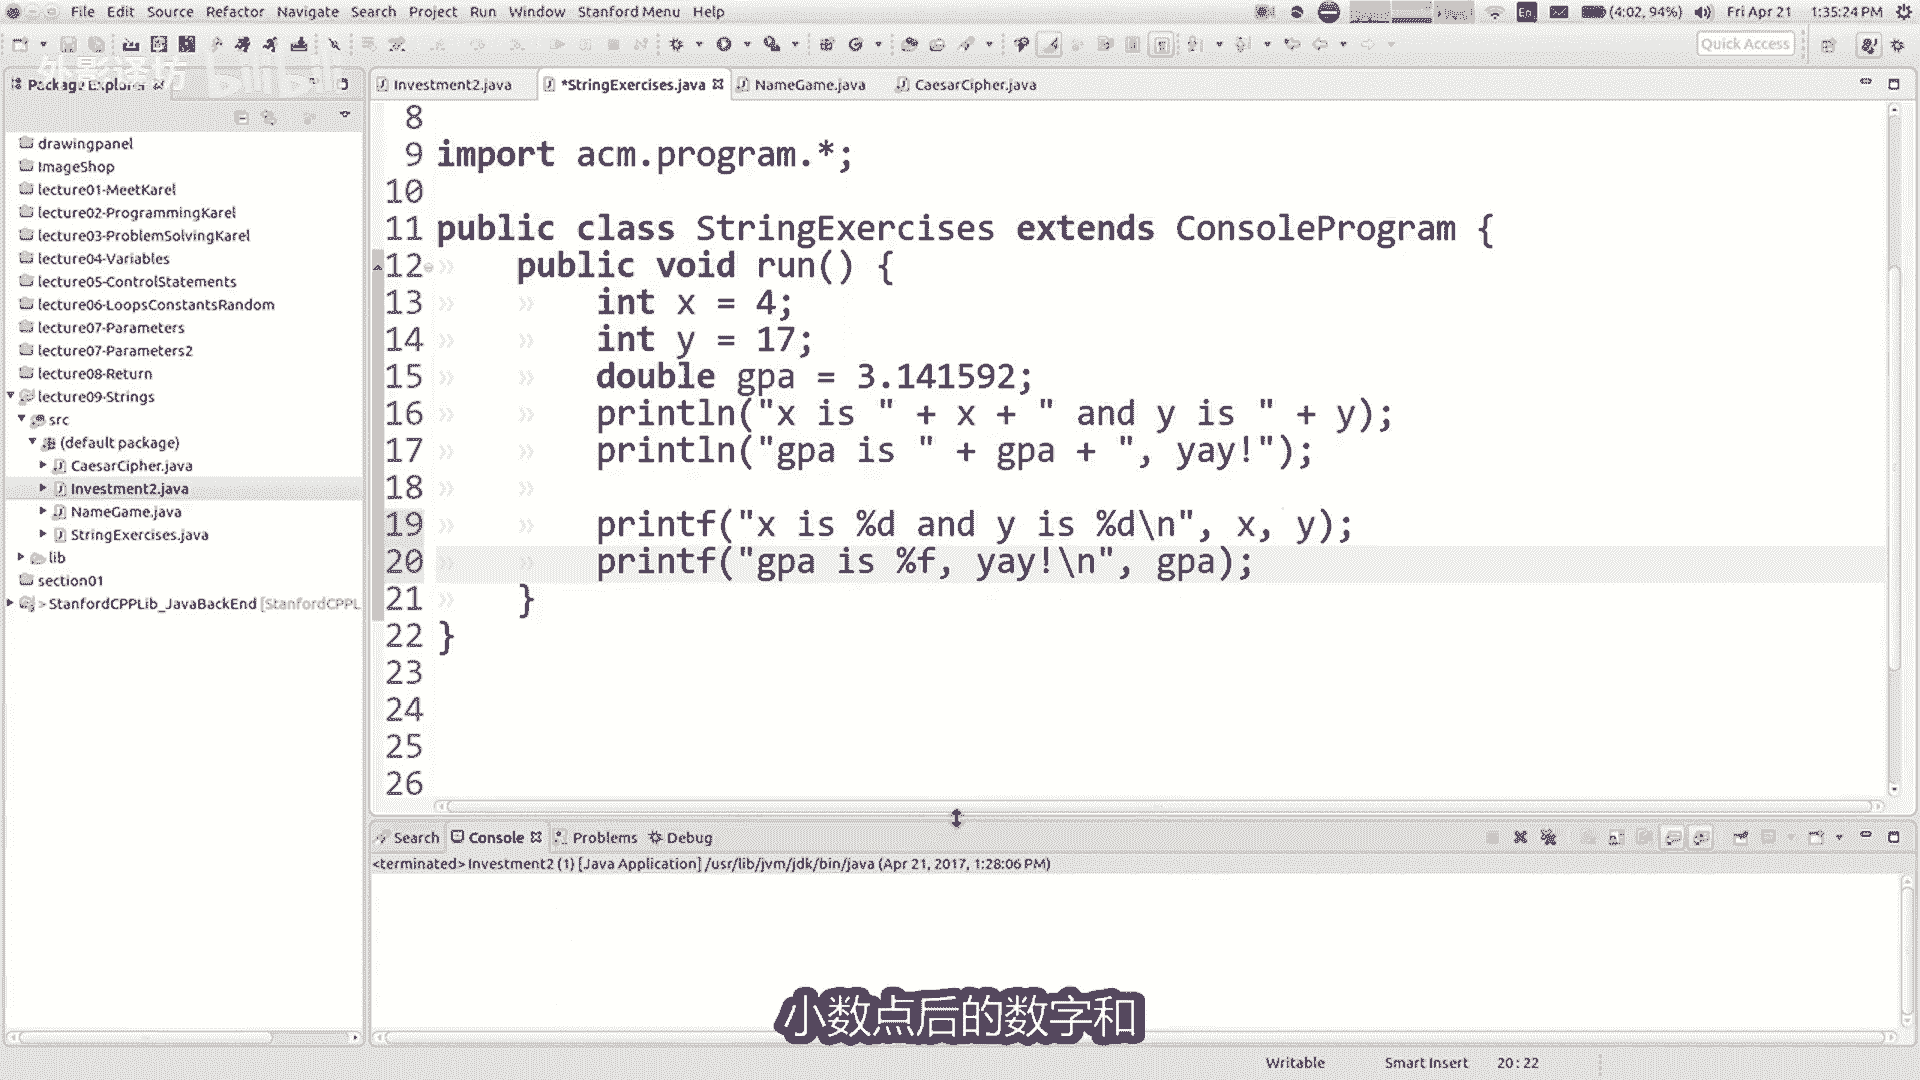 File Edit Source Refactor Navigate Search Project Run Window Stanford Menu Help
En (4:02, 94%) Fri Apr 21 1:35:24 PM
Quick Access
外影译坊 bilibili
Package Explorer
Investment2.java *StringExercises.java NameGame.java CaesarCipher.java
drawingpanel
ImageShop
lecture01-MeetKarel
lecture02-ProgrammingKarel
lecture03-ProblemSolvingKarel
lecture04-Variables
lecture05-ControlStatements
lecture06-LoopsConstantsRandom
lecture07-Parameters
lecture07-Parameters2
lecture08-Return
lecture09-Strings
src
(default package)
CaesarCipher.java
Investment2.java
NameGame.java
StringExercises.java
lib
section01
> StanfordCPPLib_JavaBackEnd [StanfordCPPL
8
9 import acm.program.*;
10
11 public class StringExercises extends ConsoleProgram {
12 public void run() {
13 int x = 4;
14 int y = 17;
15 double gpa = 3.141592;
16 println("x is " + x + " and y is " + y);
17 println("gpa is " + gpa + ", yay!");
18
19 printf("x is %d and y is %d\n", x, y);
20 printf("gpa is %f, yay!\n", gpa);
21 }
22 }
23
24
25
26
Search Console Problems Debug
<terminated> Investment2 (1) [Java Application] /usr/lib/jvm/jdk/bin/java (Apr 21, 2017, 1:28:06 PM)
小数点后的数字和
Writable Smart Insert 20 : 22